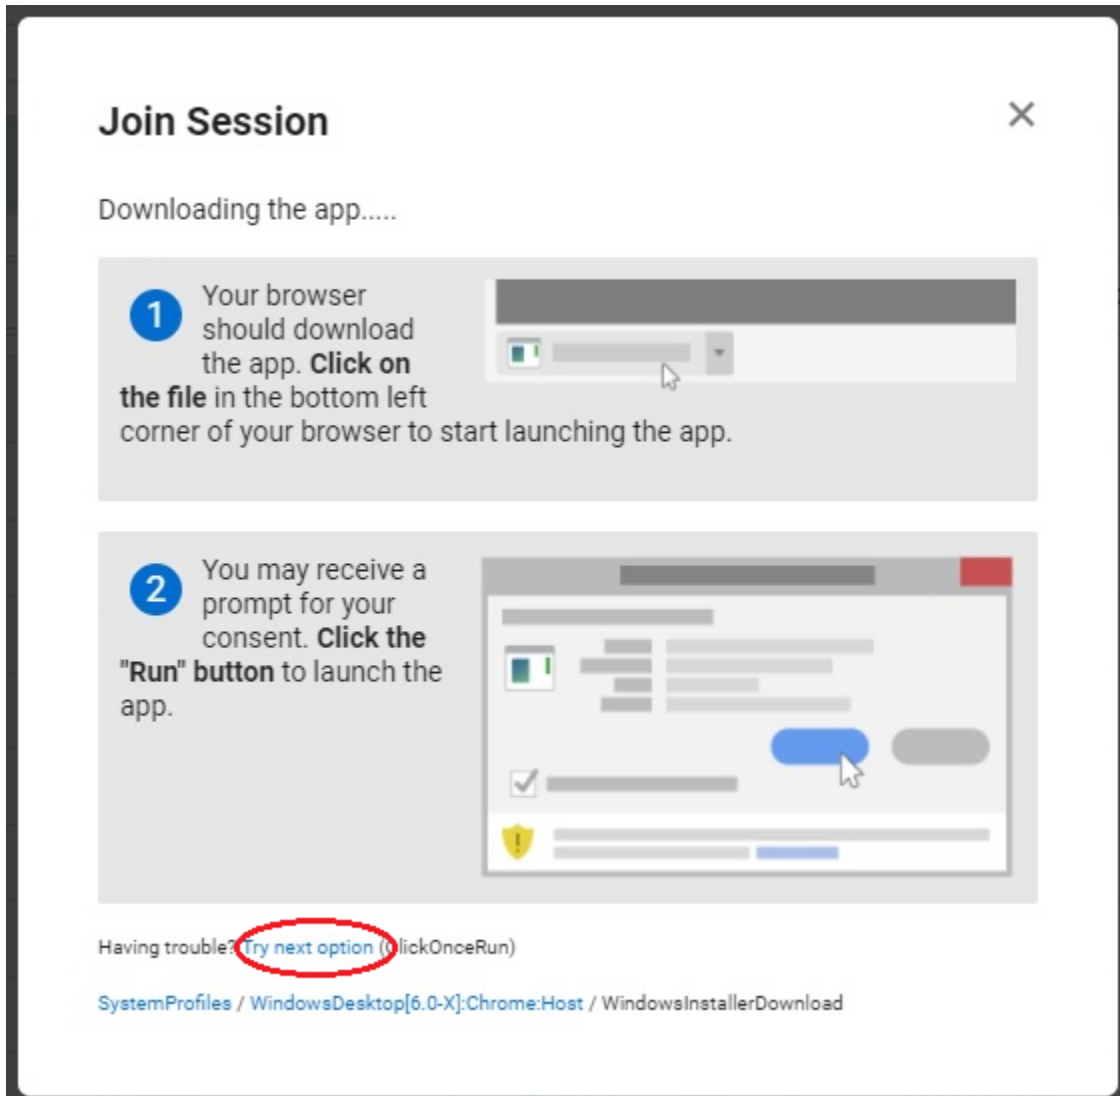 Join Session
Downloading the app.....
1
Your browser
should download
the app. Click on
the file in the bottom left
corner of your browser to start launching the app.
2
You may receive a
prompt for your
consent. Click the
"Run" button to launch the
app.
Having trouble? Try next option (ClickOnceRun)
SystemProfiles / WindowsDesktop[6.0-X]:Chrome:Host / WindowsInstallerDownload